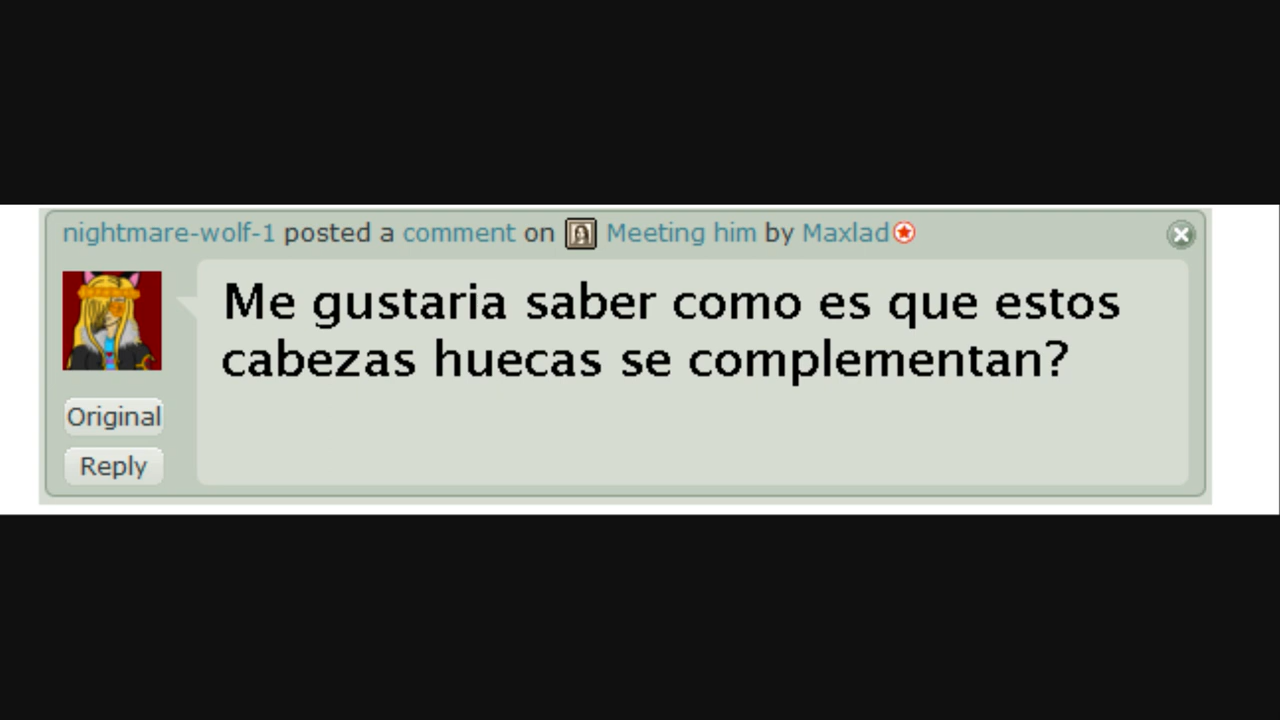 nightmare-wolf-1 posted a comment on Meeting him by Maxlad
Me gustaria saber como es que estos
cabezas huecas se complementan?
Original
Reply